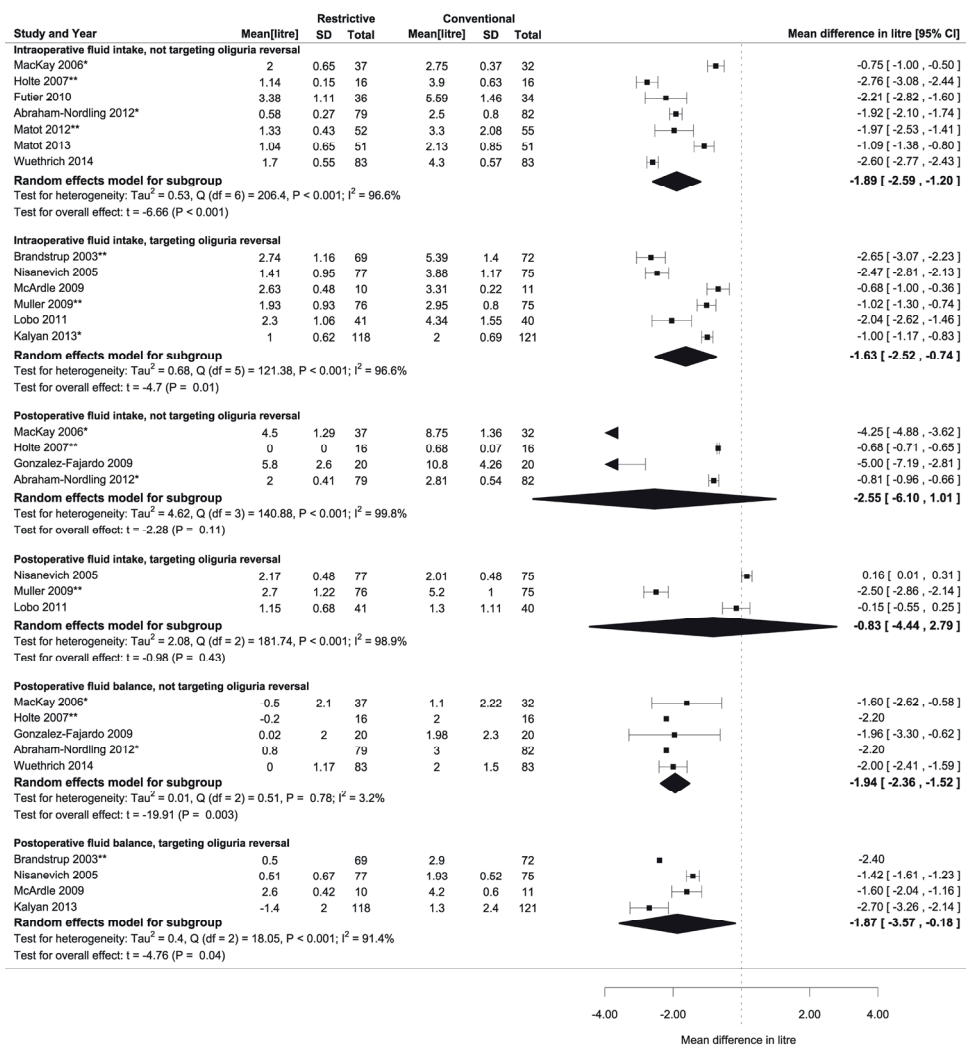 Restrictive Conventional
Study and Year Mean[litre] SD Total Mean[litre] SD Total Mean difference in litre [95% CI]
Intraoperative fluid intake, not targeting oliguria reversal
MacKay 2006* 2 0.65 37 2.75 0.37 32 -0.75 [ -1.00 , -0.50 ]
Holte 2007** 1.14 0.15 16 3.9 0.63 16 -2.76 [ -3.08 , -2.44 ]
Futier 2010 3.38 1.11 36 5.59 1.46 34 -2.21 [ -2.82 , -1.60 ]
Abraham-Nordling 2012* 0.58 0.27 79 2.5 0.8 82 -1.92 [ -2.10 , -1.74 ]
Matot 2012** 1.33 0.43 52 3.3 2.08 55 -1.97 [ -2.53 , -1.41 ]
Matot 2013 1.04 0.65 51 2.13 0.85 51 -1.09 [ -1.38 , -0.80 ]
Wuethrich 2014 1.7 0.55 83 4.3 0.57 83 -2.60 [ -2.77 , -2.43 ]
Random effects model for subgroup -1.89 [ -2.59 , -1.20 ]
Test for heterogeneity: Tau² = 0.53, Q (df = 6) = 206.4, P < 0.001; I² = 96.6%
Test for overall effect: t = -6.66 (P < 0.001)
Intraoperative fluid intake, targeting oliguria reversal
Brandstrup 2003** 2.74 1.16 69 5.39 1.4 72 -2.65 [ -3.07 , -2.23 ]
Nisanevich 2005 1.41 0.95 77 3.88 1.17 75 -2.47 [ -2.81 , -2.13 ]
McArdle 2009 2.63 0.48 10 3.31 0.22 11 -0.68 [ -1.00 , -0.36 ]
Muller 2009** 1.93 0.93 76 2.95 0.8 75 -1.02 [ -1.30 , -0.74 ]
Lobo 2011 2.3 1.06 41 4.34 1.55 40 -2.04 [ -2.62 , -1.46 ]
Kalyan 2013* 1 0.62 118 2 0.69 121 -1.00 [ -1.17 , -0.83 ]
Random effects model for subgroup -1.63 [ -2.52 , -0.74 ]
Test for heterogeneity: Tau² = 0.68, Q (df = 5) = 121.38, P < 0.001; I² = 96.6%
Test for overall effect: t = -4.7 (P = 0.01)
Postoperative fluid intake, not targeting oliguria reversal
MacKay 2006* 4.5 1.29 37 8.75 1.36 32 -4.25 [ -4.88 , -3.62 ]
Holte 2007** 0 0 16 0.68 0.07 16 -0.68 [ -0.71 , -0.65 ]
Gonzalez-Fajardo 2009 5.8 2.6 20 10.8 4.26 20 -5.00 [ -7.19 , -2.81 ]
Abraham-Nordling 2012* 2 0.41 79 2.81 0.54 82 -0.81 [ -0.96 , -0.66 ]
Random effects model for subgroup -2.55 [ -6.10 , 1.01 ]
Test for heterogeneity: Tau² = 4.62, Q (df = 3) = 140.88, P < 0.001; I² = 99.8%
Test for overall effect: t = -2.28 (P = 0.11)
Postoperative fluid intake, targeting oliguria reversal
Nisanevich 2005 2.17 0.48 77 2.01 0.48 75 0.16 [ 0.01 , 0.31 ]
Muller 2009** 2.7 1.22 76 5.2 1 75 -2.50 [ -2.86 , -2.14 ]
Lobo 2011 1.15 0.68 41 1.3 1.11 40 -0.15 [ -0.55 , 0.25 ]
Random effects model for subgroup -0.83 [ -4.44 , 2.79 ]
Test for heterogeneity: Tau² = 2.08, Q (df = 2) = 181.74, P < 0.001; I² = 98.9%
Test for overall effect: t = -0.98 (P = 0.43)
Postoperative fluid balance, not targeting oliguria reversal
MacKay 2006* -0.5 2.1 37 1.1 2.22 32 -1.60 [ -2.62 , -0.58 ]
Holte 2007** -0.2 16 2 16 -2.20
Gonzalez-Fajardo 2009 0.02 2 20 1.98 2.3 20 -1.96 [ -3.30 , -0.62 ]
Abraham-Nordling 2012* 0.8 79 3 82 -2.20
Wuethrich 2014 0 1.17 83 2 1.5 83 -2.00 [ -2.41 , -1.59 ]
Random effects model for subgroup -1.94 [ -2.36 , -1.52 ]
Test for heterogeneity: Tau² = 0.01, Q (df = 2) = 0.51, P = 0.78; I² = 3.2%
Test for overall effect: t = -19.91 (P = 0.003)
Postoperative fluid balance, targeting oliguria reversal
Brandstrup 2003** 0.5 69 2.9 72 -2.40
Nisanevich 2005 0.51 0.67 77 1.93 0.52 75 -1.42 [ -1.61 , -1.23 ]
McArdle 2009 2.6 0.42 10 4.2 0.6 11 -1.60 [ -2.04 , -1.16 ]
Kalyan 2013 -1.4 2 118 1.3 2.4 121 -2.70 [ -3.26 , -2.14 ]
Random effects model for subgroup -1.87 [ -3.57 , -0.18 ]
Test for heterogeneity: Tau² = 0.4, Q (df = 2) = 18.05, P < 0.001; I² = 91.4%
Test for overall effect: t = -4.76 (P = 0.04)
-4.00 -2.00 2.00 4.00
Mean difference in litre